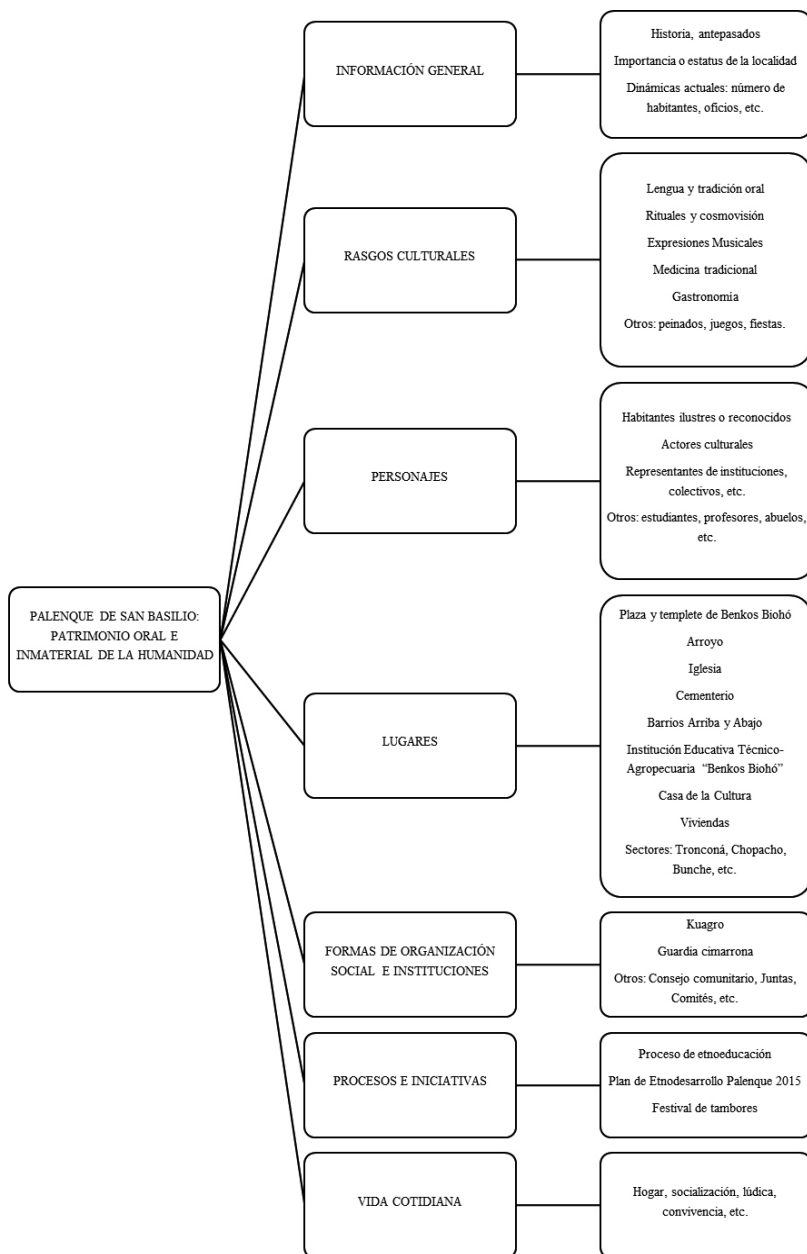 PALENQUE DE SAN BASILIO:
PATRIMONIO ORAL E
INMATERIAL DE LA HUMANIDAD
INFORMACIÓN GENERAL
Historia, antepasados
Importancia o estatus de la localidad
Dinámicas actuales: número de
habitantes, oficios, etc.
RASGOS CULTURALES
Lengua y tradición oral
Rituales y cosmovisión
Expresiones Musicales
Medicina tradicional
Gastronomia
Otros: peinados, juegos, fiestas.
PERSONAJES
Habitantes ilustres o reconocidos
Actores culturales
Representantes de instituciones,
colectivos, etc.
Otros: estudiantes, profesores, abuelos,
etc.
LUGARES
Plaza y templete de Benkos Biohó
Arroyo
Iglesia
Cementerio
Barrios Arriba y Abajo
Institución Educativa Técnico-
Agropecuaria “Benkos Biohó”
Casa de la Cultura
Viviendas
Sectores: Tronconá, Chopacho,
Bunche, etc.
FORMAS DE ORGANIZACIÓN
SOCIAL E INSTITUCIONES
Kuagro
Guardia cimarrona
Otros: Consejo comunitario, Juntas,
Comités, etc.
PROCESOS E INICIATIVAS
Proceso de etnoeducación
Plan de Etnodesarrollo Palenque 2015
Festival de tambores
VIDA COTIDIANA
Hogar, socialización, lúdica,
convivencia, etc.